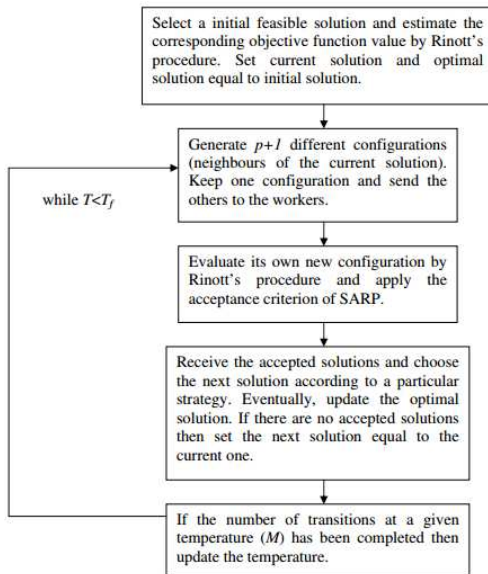 Select a initial feasible solution and estimate the
corresponding objective function value by Rinott's
procedure. Set current solution and optimal
solution equal to initial solution.
Generate p+1 different configurations
(neighbours of the current solution).
Keep one configuration and send the
others to the workers.
while T<Tf
Evaluate its own new configuration by
Rinott's procedure and apply the
acceptance criterion of SARP.
Receive the accepted solutions and choose
the next solution according to a particular
strategy. Eventually, update the optimal
solution. If there are no accepted solutions
then set the next solution equal to the
current one.
If the number of transitions at a given
temperature (M) has been completed then
update the temperature.